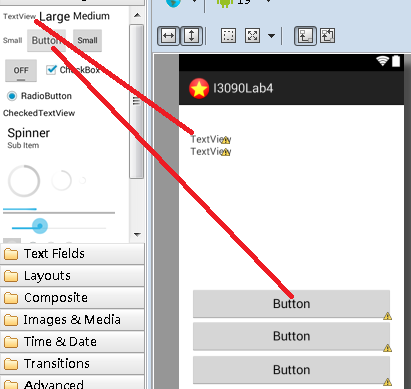 TextView Large Medium
Small Button Small
OFF CheckBox
RadioButton
CheckedTextView
Spinner
Sub Item
Text Fields
Layouts
Composite
Images & Media
Time & Date
Transitions
Advanced
19
I3090Lab4
TextView
TextView
Button
Button
Button